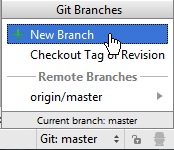 Git Branches
New Branch
Checkout Tag or Revision
Remote Branches
origin/master
Current branch: master
Git: master